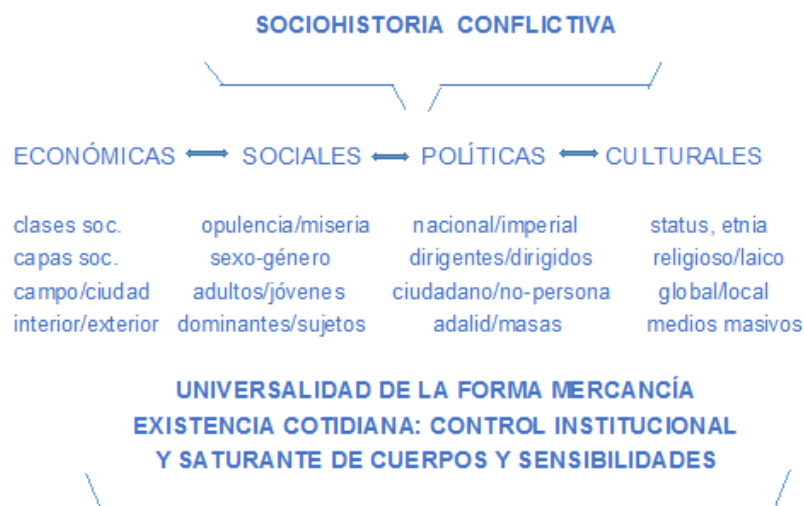 SOCIOHISTORIA CONFLICTIVA
ECONÓMICAS SOCIALES POLÍTICAS CULTURALES
clases soc. opulencia/miseria nacional/imperial status, etnia
capas soc. sexo-género dirigentes/dirigidos religioso/laico
campo/ciudad adultos/jóvenes ciudadano/no-persona global/local
interior/exterior dominantes/sujetos adalid/masas medios masivos
UNIVERSALIDAD DE LA FORMA MERCANCÍA
EXISTENCIA COTIDIANA: CONTROL INSTITUCIONAL
Y SATURANTE DE CUERPOS Y SENSIBILIDADES